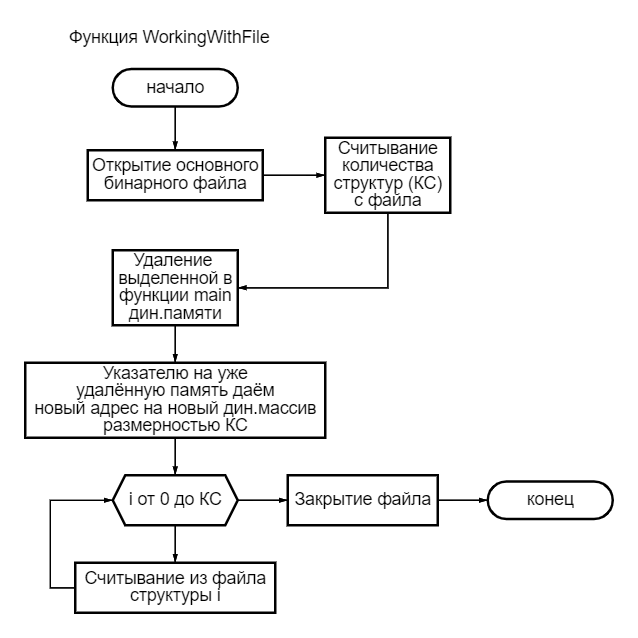 Функция WorkingWithFile
начало
Открытие основного
бинарного файла
Считывание
количества
структур (КС)
с файла
Удаление
выделенной в
функции main
дин.памяти
Указателю на уже
удалённую память даём
новый адрес на новый дин.массив
размерностью КС
i от 0 до КС
Закрытие файла
конец
Считывание из файла
структуры i